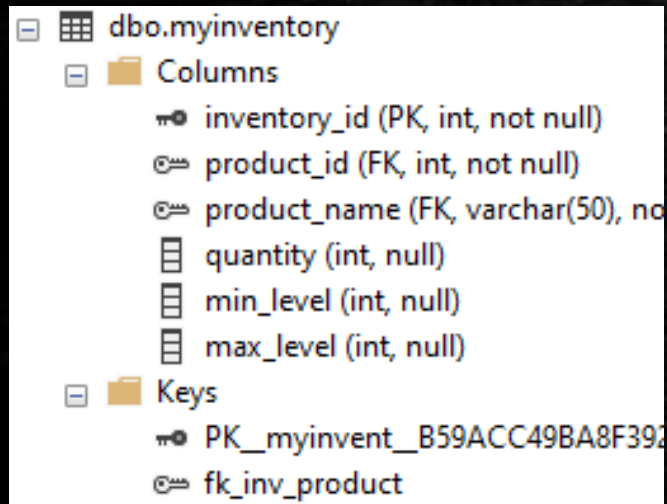 dbo.myinventory
Columns
inventory_id (PK, int, not null)
product_id (FK, int, not null)
product_name (FK, varchar(50), no
quantity (int, null)
min_level (int, null)
max_level (int, null)
Keys
PK__myinvent__B59ACC49BA8F392
fk_inv_product